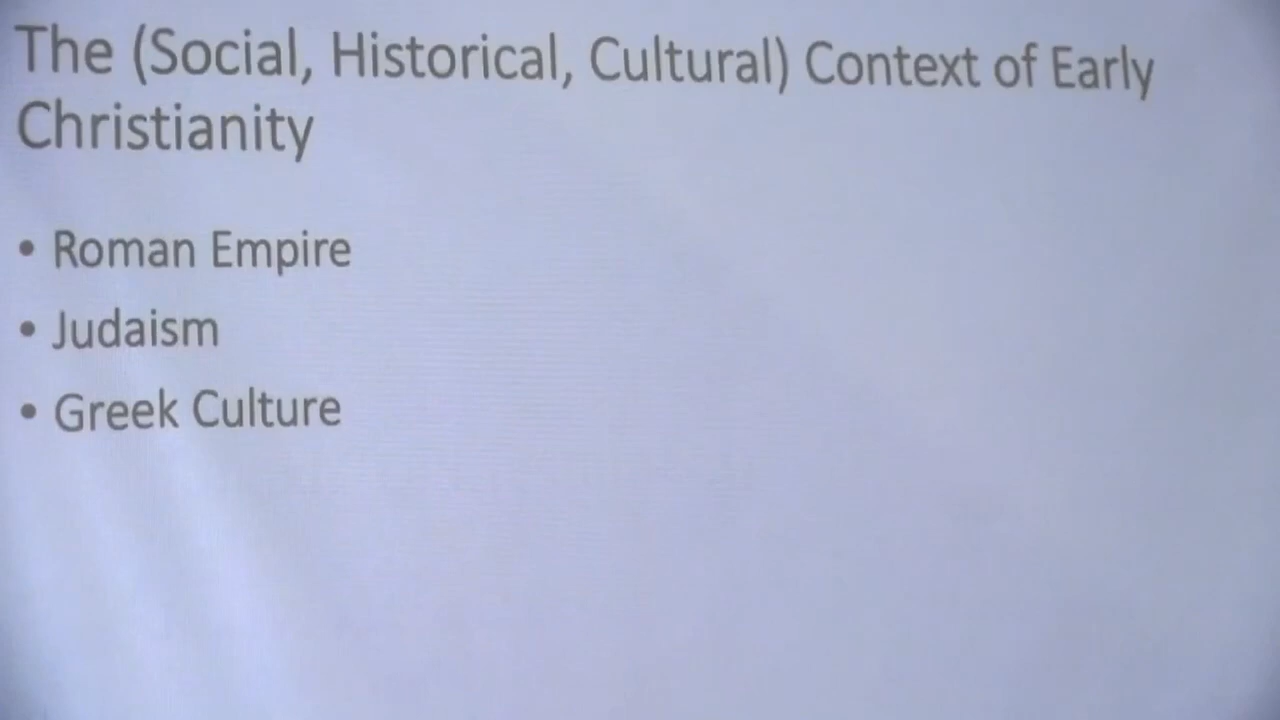 The (Social, Historical, Cultural) Context of Early
Christianity
• Roman Empire
• Judaism
• Greek Culture